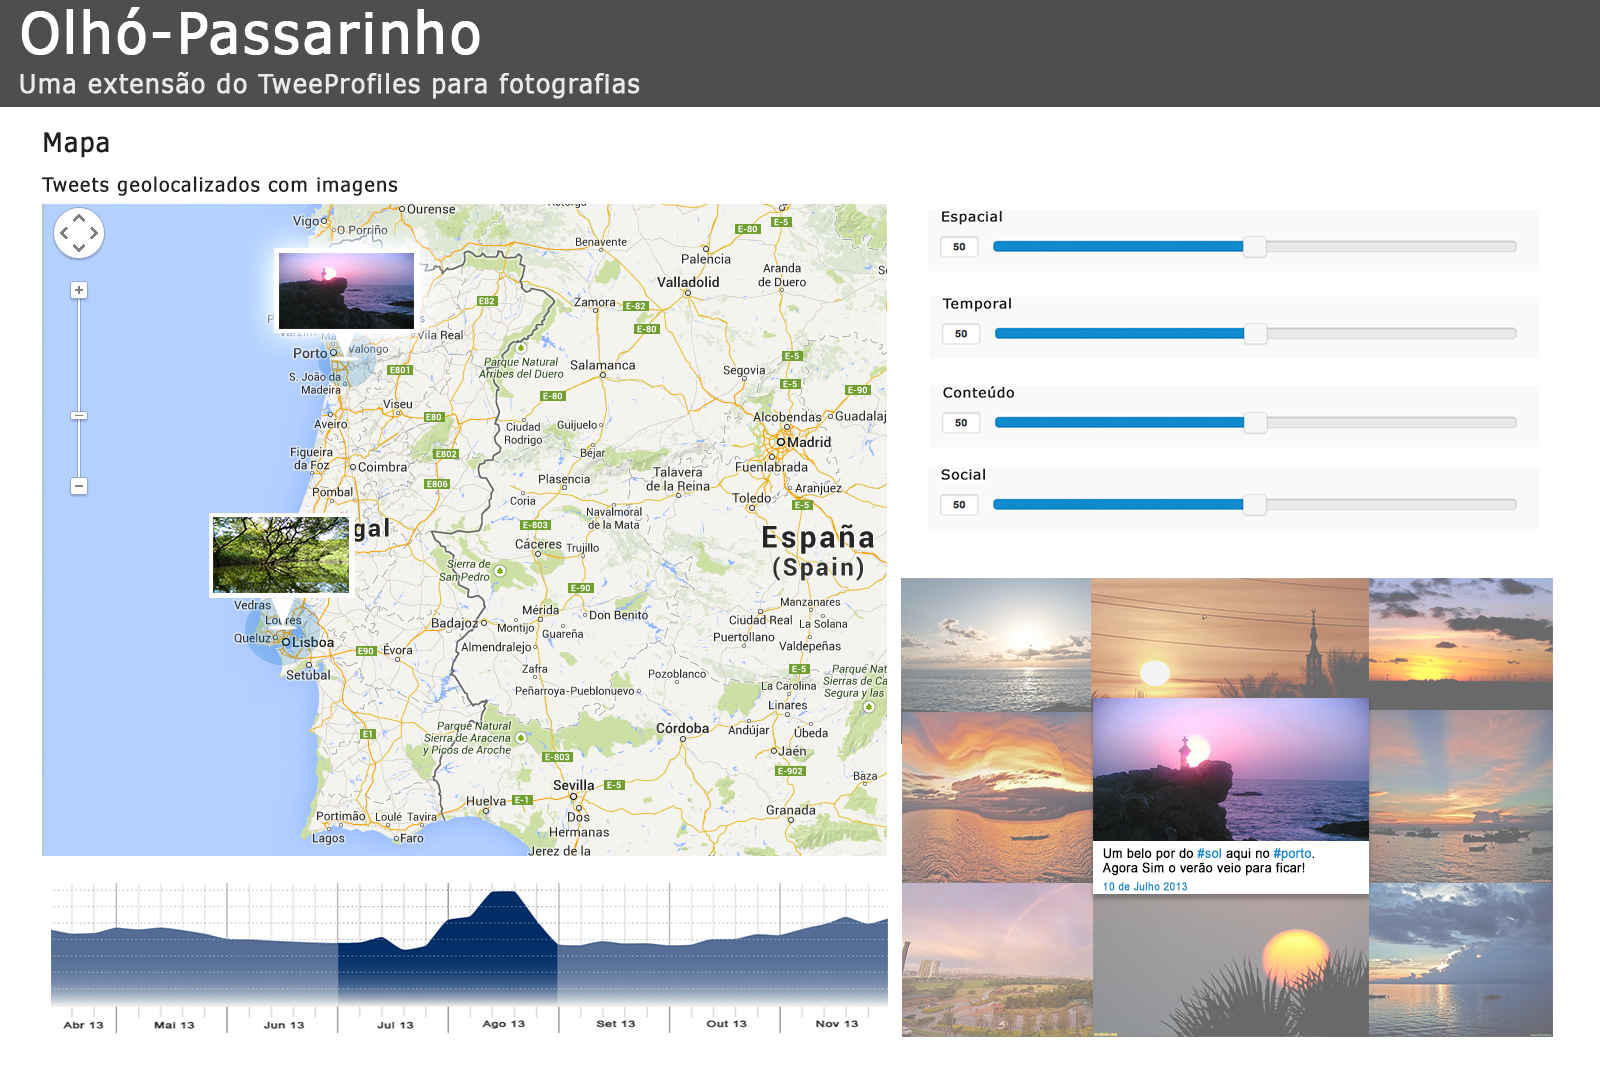 Olhó-Passarinho
Uma extensão do TweeProfiles para fotografias
Mapa
Tweets geolocalizados com imagens
Ourense
Vigo
O Porriño
Benavente
E-80
E-5
Palencia
Aranda
de Duero
Valladolid
E82
Zamora
E-82
E-80
Vila Real
Porto
Valongo
E801
S. João da
Madeira
Parque Natural
Arribes del Duero
Salamanca
E-5
Segovia
E-5
E-90
E-80
Viseu
E80
Aveiro
Ciudad
Rodrigo
Guijuelo
Alcobendas
Guadalaj
Madrid
Figueira
da Foz
E802
Béjar
Coimbra
Fuenlabrada
Talavera
de la Reina
E806
Plasencia
Pombal
Coria
Toledo
Aranjuez
E-5
Navalmoral
de la Mata
gal
E-803
España
(Spain)
Cáceres
Trujillo
Sierra de
San Pedro
E-90
Vedras
Loures
Queluz
Lisboa
Mérida
Don Benito
Manzanares
Ciudad Real
La Solana
Badajoz
Montijo
Guareña
Puertollano
Valdepeñas
E90
Évora
Almendralejo
Setúbal
Zafra
Pozoblanco
E-5
Parque Nat
Sierras de Ca
Segura y las
Peñarroya-Pueblonuevo
La Carolina
Linares
Parque Natural
Sierra de Aracena
y Picos de Aroche
Córdoba
Andújar
Úbeda
E1
Jaén
E-803
E-902
Baza
Sevilla
E-5
Huelva
E-1
Granada
Dos
Hermanas
Portimão
Loulé
Tavira
Lagos
Faro
Jerez de la
Espacial
50
Temporal
50
Conteúdo
50
Social
50
Um belo por do #sol aqui no #porto.
Agora Sim o verão veio para ficar!
10 de Julho 2013
Abr 13
Mai 13
Jun 13
Jul 13
Ago 13
Set 13
Out 13
Nov 13